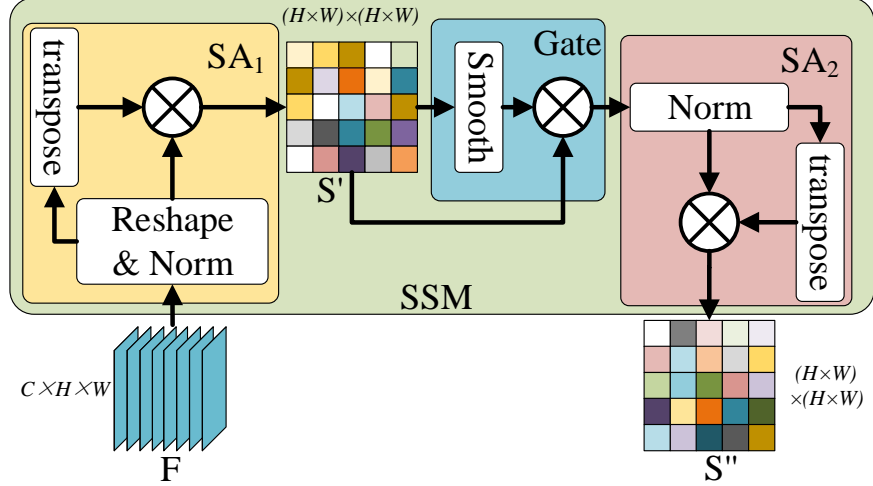 (H×W)×(H×W)
transpose
SA₁
Gate
SA₂
Smooth
Norm
transpose
S'
Reshape
& Norm
SSM
C×H×W
(H×W)
×(H×W)
F
S"